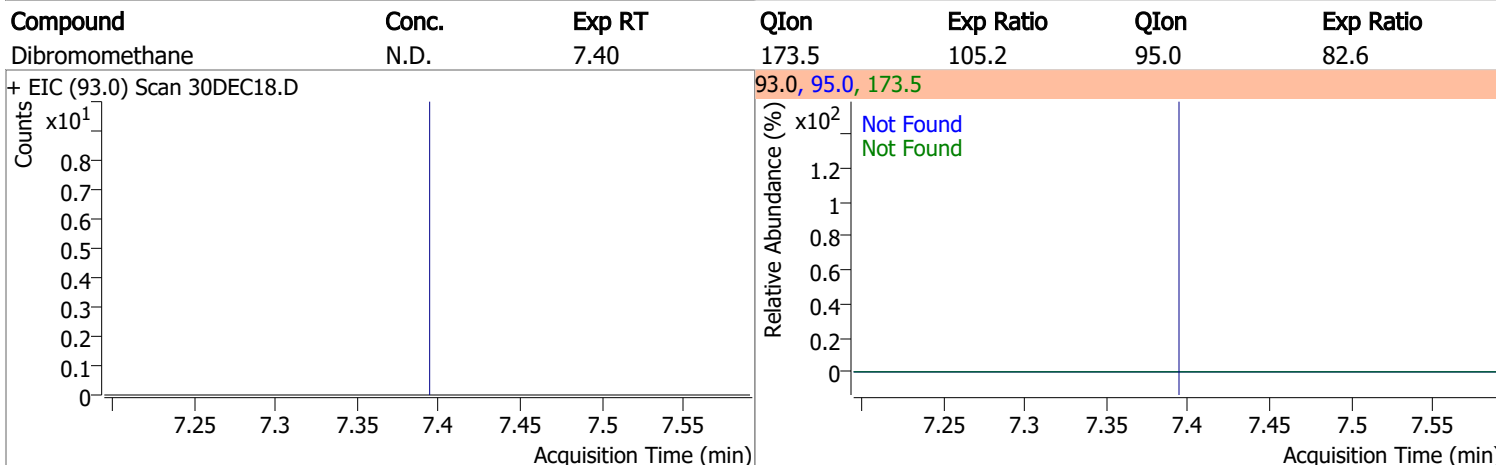 Compound Conc. Exp RT QIon Exp Ratio QIon Exp Ratio
Dibromomethane N.D. 7.40 173.5 105.2 95.0 82.6
+ EIC (93.0) Scan 30DEC18.D
Counts
x10¹
0.8
0.7
0.6
0.5
0.4
0.3
0.2
0.1
0
7.25 7.3 7.35 7.4 7.45 7.5 7.55
Acquisition Time (min)
93.0, 95.0, 173.5
Relative Abundance (%)
x10²
Not Found
Not Found
1.2
1
0.8
0.6
0.4
0.2
0
7.25 7.3 7.35 7.4 7.45 7.5 7.55
Acquisition Time (min)